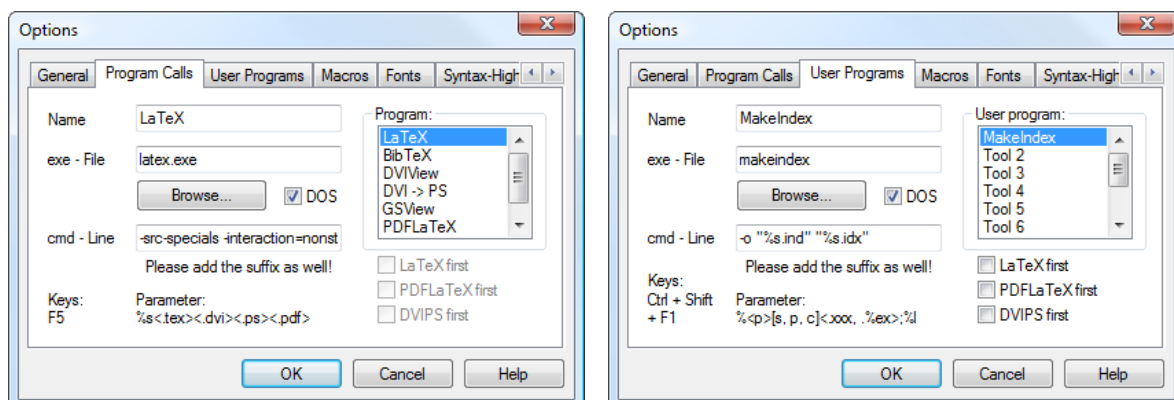 Options
General Program Calls User Programs Macros Fonts Syntax-High
Name LaTeX
exe - File latex.exe
Browse... DOS
cmd - Line -src-specials -interaction=nonst
Please add the suffix as well!
Keys:
F5
Parameter:
%s<.tex><.dvi><.ps><.pdf>
Program:
LaTeX
BibTeX
DVIView
DVI -> PS
GSView
PDFLaTeX
LaTeX first
PDFLaTeX first
DVIPS first
OK Cancel Help
Options
General Program Calls User Programs Macros Fonts Syntax-High
Name MakeIndex
exe - File makeindex
Browse... DOS
cmd - Line -o "%s.ind" "%s.idx"
Please add the suffix as well!
Keys:
Ctrl + Shift
+ F1
Parameter:
%<p>[s, p, c]<.xxx, .%ex>;%l
User program:
MakeIndex
Tool 2
Tool 3
Tool 4
Tool 5
Tool 6
LaTeX first
PDFLaTeX first
DVIPS first
OK Cancel Help